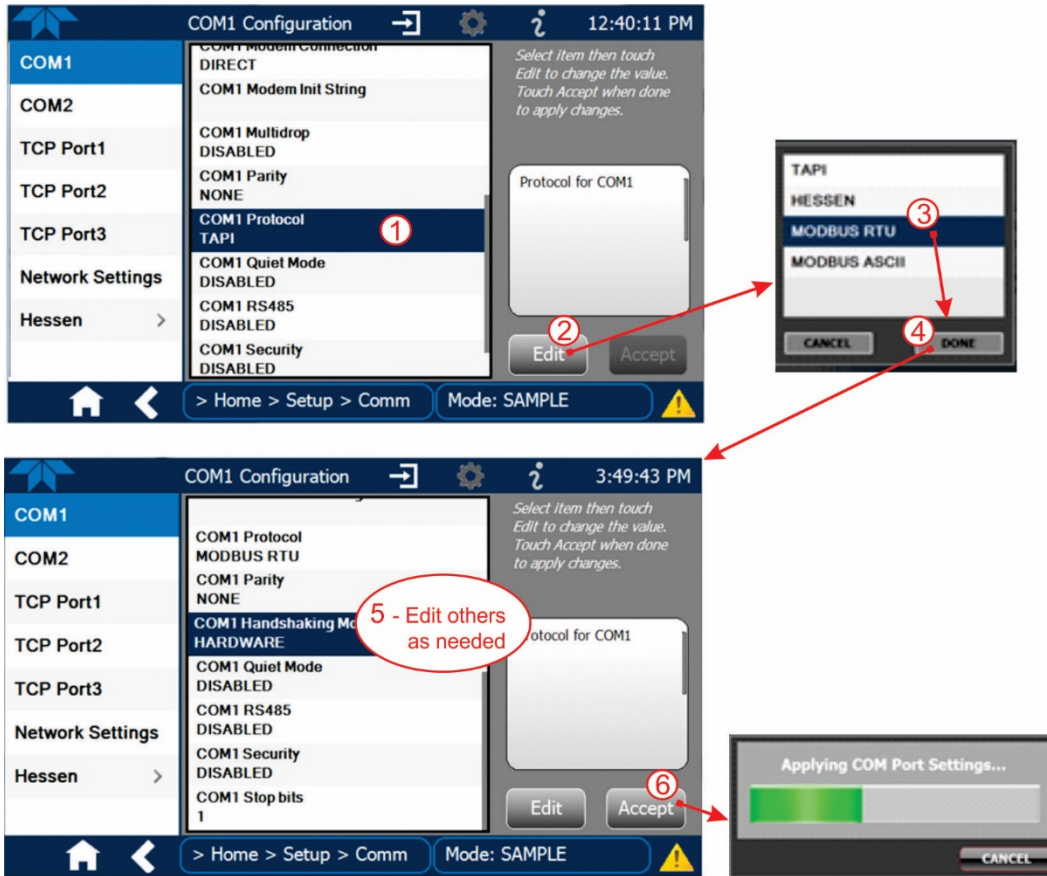 COM1 Configuration
12:40:11 PM
COM1
COM2
TCP Port1
TCP Port2
TCP Port3
Network Settings
Hessen >
COM1 Modem Connection
DIRECT
COM1 Modem Init String
COM1 Multidrop
DISABLED
COM1 Parity
NONE
COM1 Protocol
TAPI
1
COM1 Quiet Mode
DISABLED
COM1 RS485
DISABLED
COM1 Security
DISABLED
Select item then touch
Edit to change the value.
Touch Accept when done
to apply changes.
Protocol for COM1
2
Edit
Accept
> Home > Setup > Comm
Mode: SAMPLE
TAPI
HESSEN
3
MODBUS RTU
MODBUS ASCII
4
CANCEL
DONE
COM1 Configuration
3:49:43 PM
COM1
COM2
TCP Port1
TCP Port2
TCP Port3
Network Settings
Hessen >
COM1 Protocol
MODBUS RTU
COM1 Parity
NONE
COM1 Handshaking
HARDWARE
5 - Edit others
as needed
COM1 Quiet Mode
DISABLED
COM1 RS485
DISABLED
COM1 Security
DISABLED
COM1 Stop bits
1
Select item then touch
Edit to change the value.
Touch Accept when done
to apply changes.
for COM1
6
Edit
Accept
> Home > Setup > Comm
Mode: SAMPLE
Applying COM Port Settings...
CANCEL